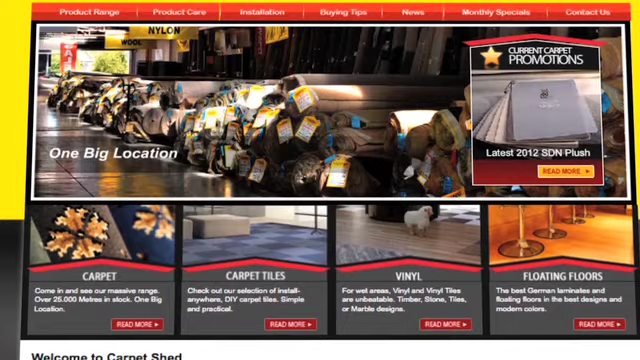 Product Range Product Care Installation Buying Tips News Monthly Specials Contact Us
NYLON
WOOL
CURRENT CARPET
PROMOTIONS
One Big Location
Latest 2012 SDN Plush
READ MORE
CARPET
Come in and see our massive range.
Over 25.000 Metres in stock. One Big
Location.
READ MORE
CARPET TILES
Check out our selection of install-
anywhere, DIY carpet tiles. Simple
and practical.
READ MORE
VINYL
For wet areas, Vinyl and Vinyl Tiles
are unbeatable. Timber, Stone, Tiles,
or Marble designs.
READ MORE
FLOATING FLOORS
The best German laminates and
floating floors in the best designs and
modern colors.
READ MORE
Welcome to Carpet Shed